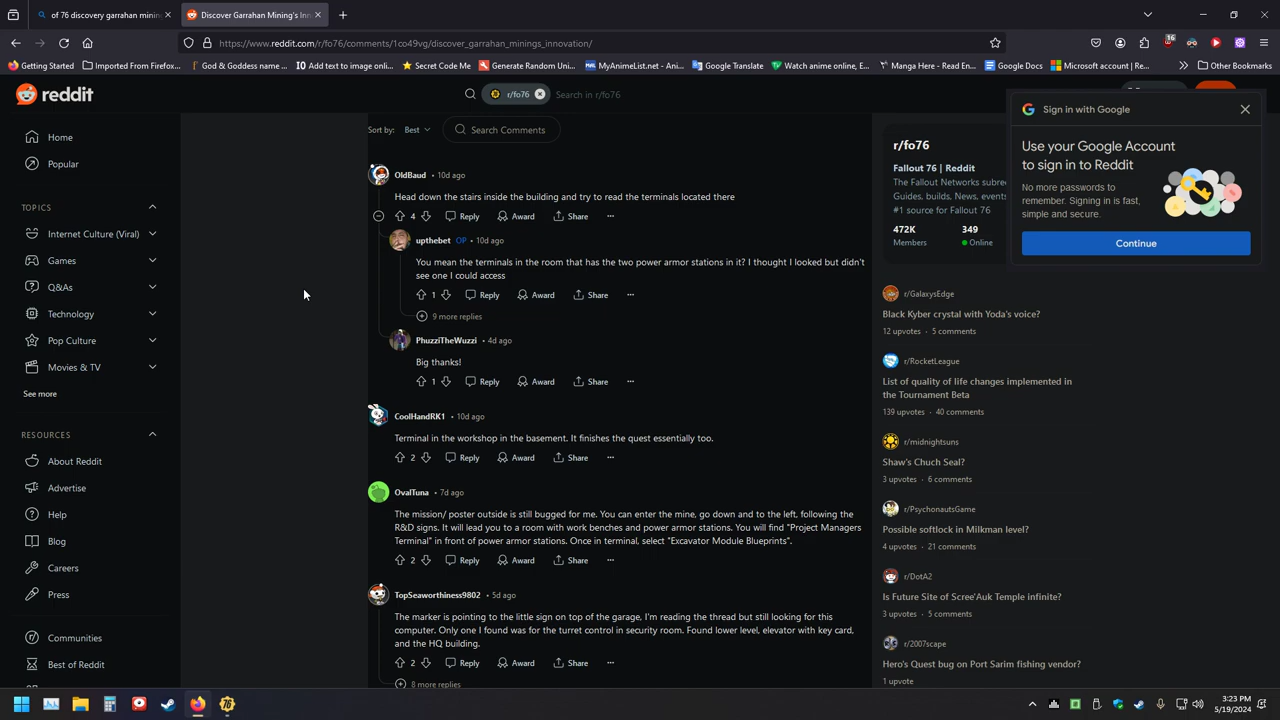 of 76 discovery garrahan mining
Discover Garrahan Mining's Inn
https://www.reddit.com/r/fo76/comments/1co49vg/discover_garrahan_minings_innovation/
16
Getting Started
Imported From Firefox...
God & Goddess name ...
Add text to image onl...
Secret Code Me
Generate Random Uni...
MyAnimeList.net - Ani...
Google Translate
Watch anime online, E...
Manga Here - Read En...
Google Docs
Microsoft account | R...
Other Bookmarks
reddit
r/fo76
Search in r/fo76
Home
Popular
TOPICS
Internet Culture (Viral)
Games
Q&As
Technology
Pop Culture
Movies & TV
See more
RESOURCES
About Reddit
Advertise
Help
Blog
Careers
Press
Communities
Best of Reddit
Sort by:
Best
Search Comments
OldBaud • 10d ago
Head down the stairs inside the building and try to read the terminals located there
4 Reply Award Share ...
upthebet OP • 10d ago
You mean the terminals in the room that has the two power armor stations in it? I thought I looked but didn't
see one I could access
1 Reply Award Share ...
9 more replies
PhuzziTheWuzzi • 4d ago
Big thanks!
1 Reply Award Share ...
CoolHandRK1 • 10d ago
Terminal in the workshop in the basement. It finishes the quest essentially too.
2 Reply Award Share ...
OvalTuna • 7d ago
The mission/ poster outside is still bugged for me. You can enter the mine, go down and to the left, following the
R&D signs. It will lead you to a room with work benches and power armor stations. You will find "Project Managers
Terminal" in front of power armor stations. Once in terminal, select "Excavator Module Blueprints".
2 Reply Award Share ...
TopSeaworthiness9802 • 5d ago
The marker is pointing to the little sign on top of the garage, I'm reading the thread but still looking for this
computer. Only one I found was for the turret control in security room. Found lower level, elevator with key card,
and the HQ building.
2 Reply Award Share ...
8 more replies
r/fo76
Fallout 76 | Reddit
The Fallout Networks subre
Guides, builds, News, events
#1 source for Fallout 76
472K
Members
349
Online
Sign in with Google
Use your Google Account
to sign in to Reddit
No more passwords to
remember. Signing in is fast,
simple and secure.
Continue
r/GalaxysEdge
Black Kyber crystal with Yoda's voice?
12 upvotes · 5 comments
r/RocketLeague
List of quality of life changes implemented in
the Tournament Beta
139 upvotes · 40 comments
r/midnightsuns
Shaw's Chuch Seal?
3 upvotes · 6 comments
r/PsychonautsGame
Possible softlock in Milkman level?
4 upvotes · 21 comments
r/DotA2
Is Future Site of Scree'Auk Temple infinite?
3 upvotes · 5 comments
r/2007scape
Hero's Quest bug on Port Sarim fishing vendor?
1 upvote
76
3:23 PM
5/19/2024